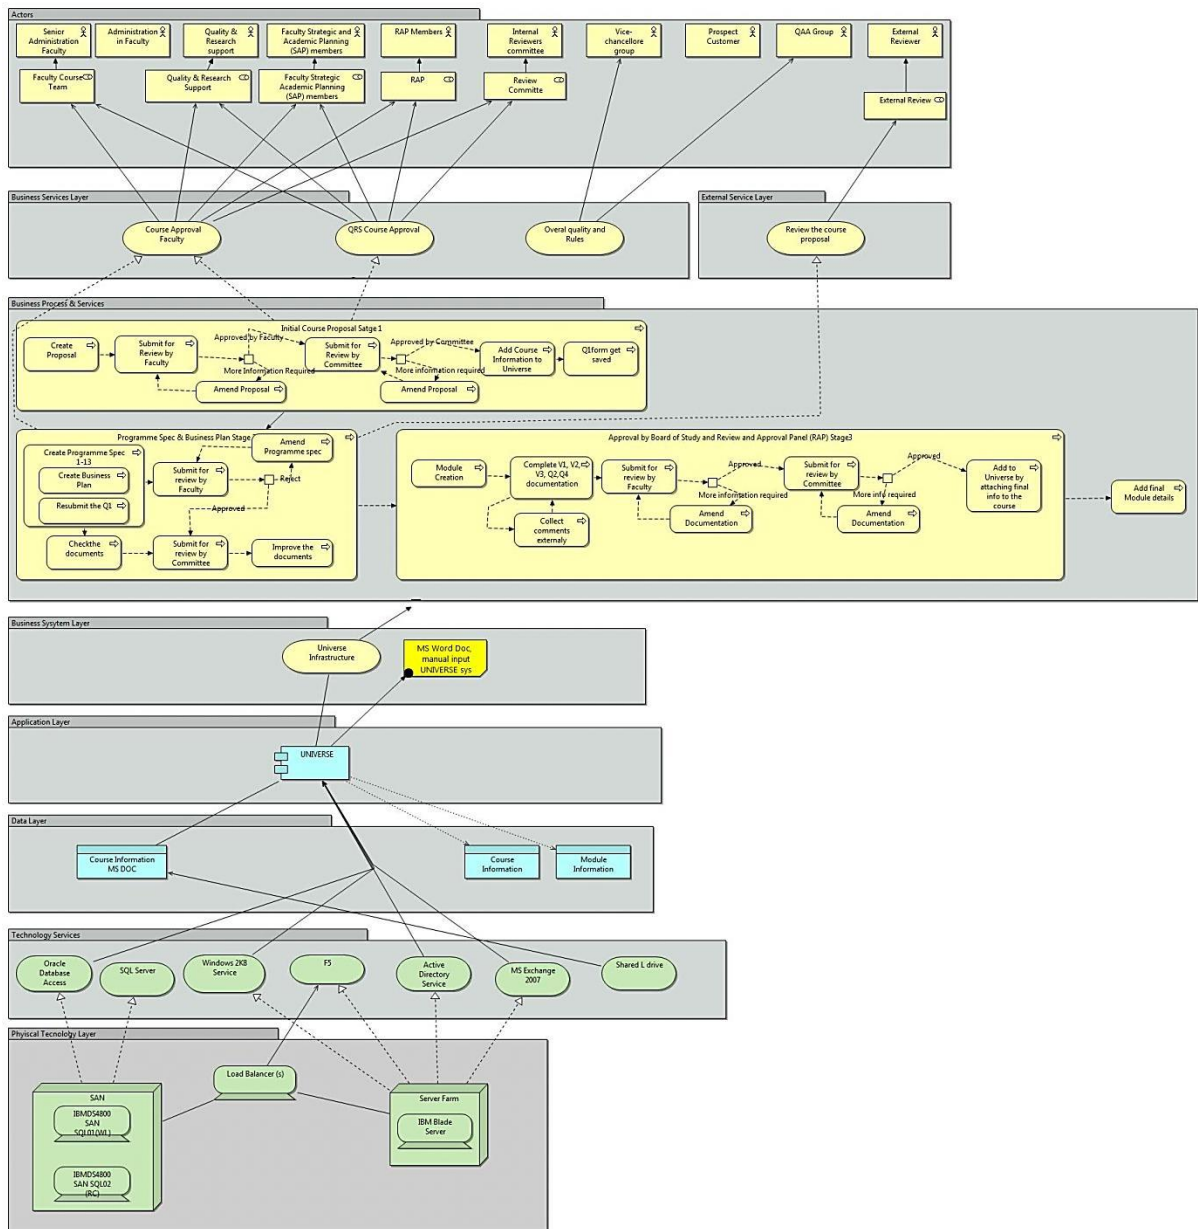 Actors
Senior
Administration
Faculty
Administration
in Faculty
Quality &
Research
support
Faculty Strategic and
Academic Planning
(SAP) members
RAP Members
Internal
Reviewers
committee
Vice-
chancellore
group
Prospect
Customer
QAA Group
External
Reviewer
Faculty Course
Team
Quality & Research
Support
Faculty Strategic
Academic Planning
(SAP) members
RAP
Review
Committe
External Review
Business Services Layer
External Service Layer
Course Approval
Faculty
QRS Course Approval
Overal quality and
Rules
Review the course
proposal
Business Process & Services
Initial Course Proposal Satge 1
Create
Proposal
Submit for
Review by
Faculty
Approved by Faculty
More Information Required
Amend Proposal
Submit for
Review by
Committee
Approved by Committee
More information required
Amend Proposal
Add Course
Information to
Universe
Q1form get
saved
Programme Spec & Business Plan Stage
Create Programme Spec
1-13
Create Business
Plan
Resubmit the Q1
Checkthe
documents
Submit for
review by
Faculty
Amend
Programme spec
Reject
Approved
Submit for
review by
Committee
Improve the
documents
Approval by Board of Study and Review and Approval Panel (RAP) Stage3
Module
Creation
Complete V1, V2,
V3, Q2,Q4
documentation
Collect
comments
externaly
Submit for
review by
Faculty
Approved
More information required
Amend
Documentation
Submit for
review by
Committee
Approved
More info required
Amend
Documentation
Add to
Universe by
attaching final
info to the
course
Add final
Module details
Business Sysytem Layer
Universe
Infrastructure
MS Word Doc,
manual input
UNIVERSE sys
Application Layer
UNIVERSE
Data Layer
Course Information
MS DOC
Course
Information
Module
Information
Technology Services
Oracle
Database
Access
SQL Server
Windows 2K8
Service
F5
Active
Directory
Service
MS Exchange
2007
Shared L drive
Phyiscal Tecnology Layer
Load Balancer (s)
SAN
IBMDS4800
SAN
SQL01(WL)
IBMDS4800
SAN SQL02
(RC)
Server Farm
IBM Blade
Server